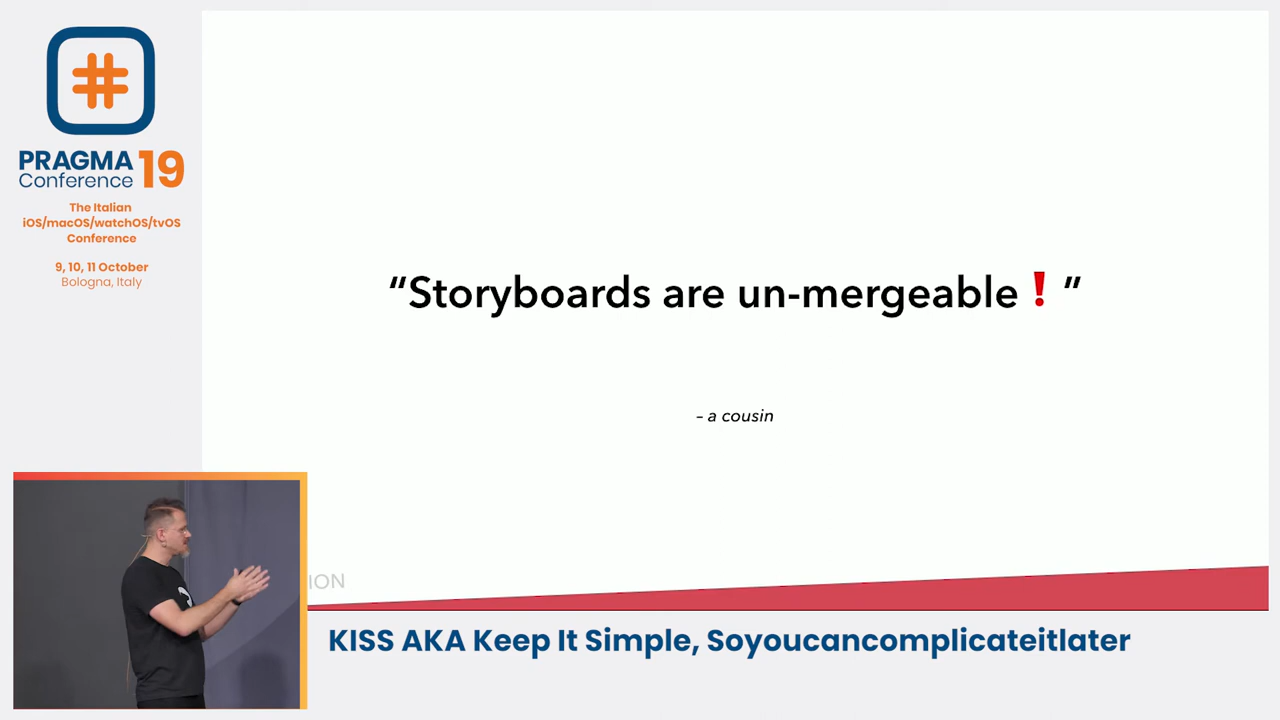 #
PRAGMA 19
Conference
The Italian
iOS/macOS/watchOS/tvOS
Conference
9, 10, 11 October
Bologna, Italy
“Storyboards are un-mergeable❗”
– a cousin
ION
KISS AKA Keep It Simple, Soyoucancomplicateitlater